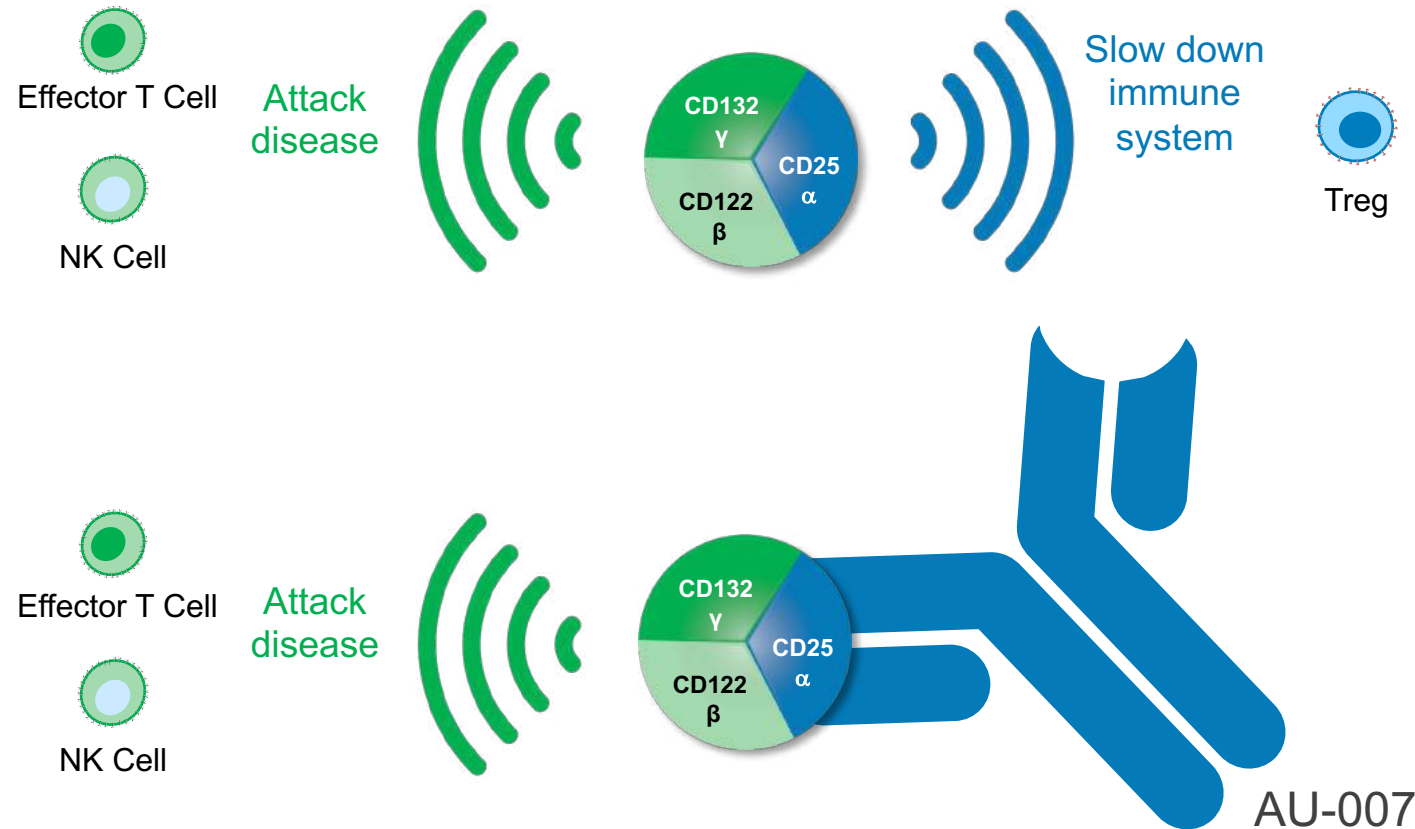 Effector T Cell
NK Cell
Attack
disease
CD132
γ
CD25
α
CD122
β
Slow down
immune
system
Treg
Effector T Cell
NK Cell
Attack
disease
CD132
γ
CD25
α
CD122
β
AU-007